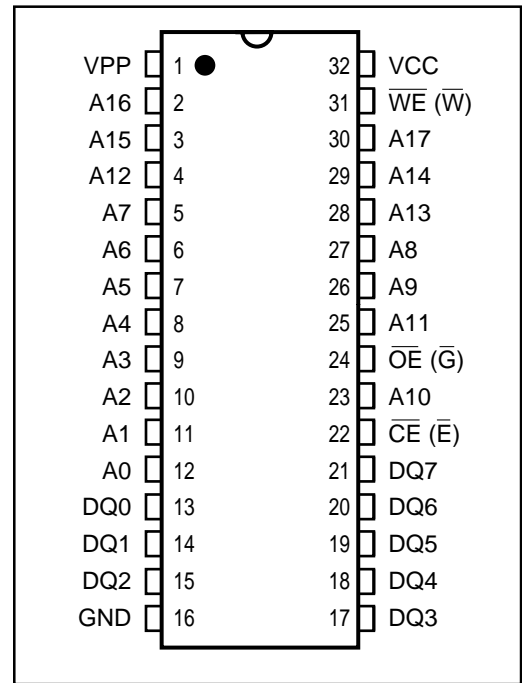 VPP 1 32 VCC
A16 2 31 W̅E̅ (W̅)
A15 3 30 A17
A12 4 29 A14
A7 5 28 A13
A6 6 27 A8
A5 7 26 A9
A4 8 25 A11
A3 9 24 O̅E̅ (G̅)
A2 10 23 A10
A1 11 22 C̅E̅ (E̅)
A0 12 21 DQ7
DQ0 13 20 DQ6
DQ1 14 19 DQ5
DQ2 15 18 DQ4
GND 16 17 DQ3